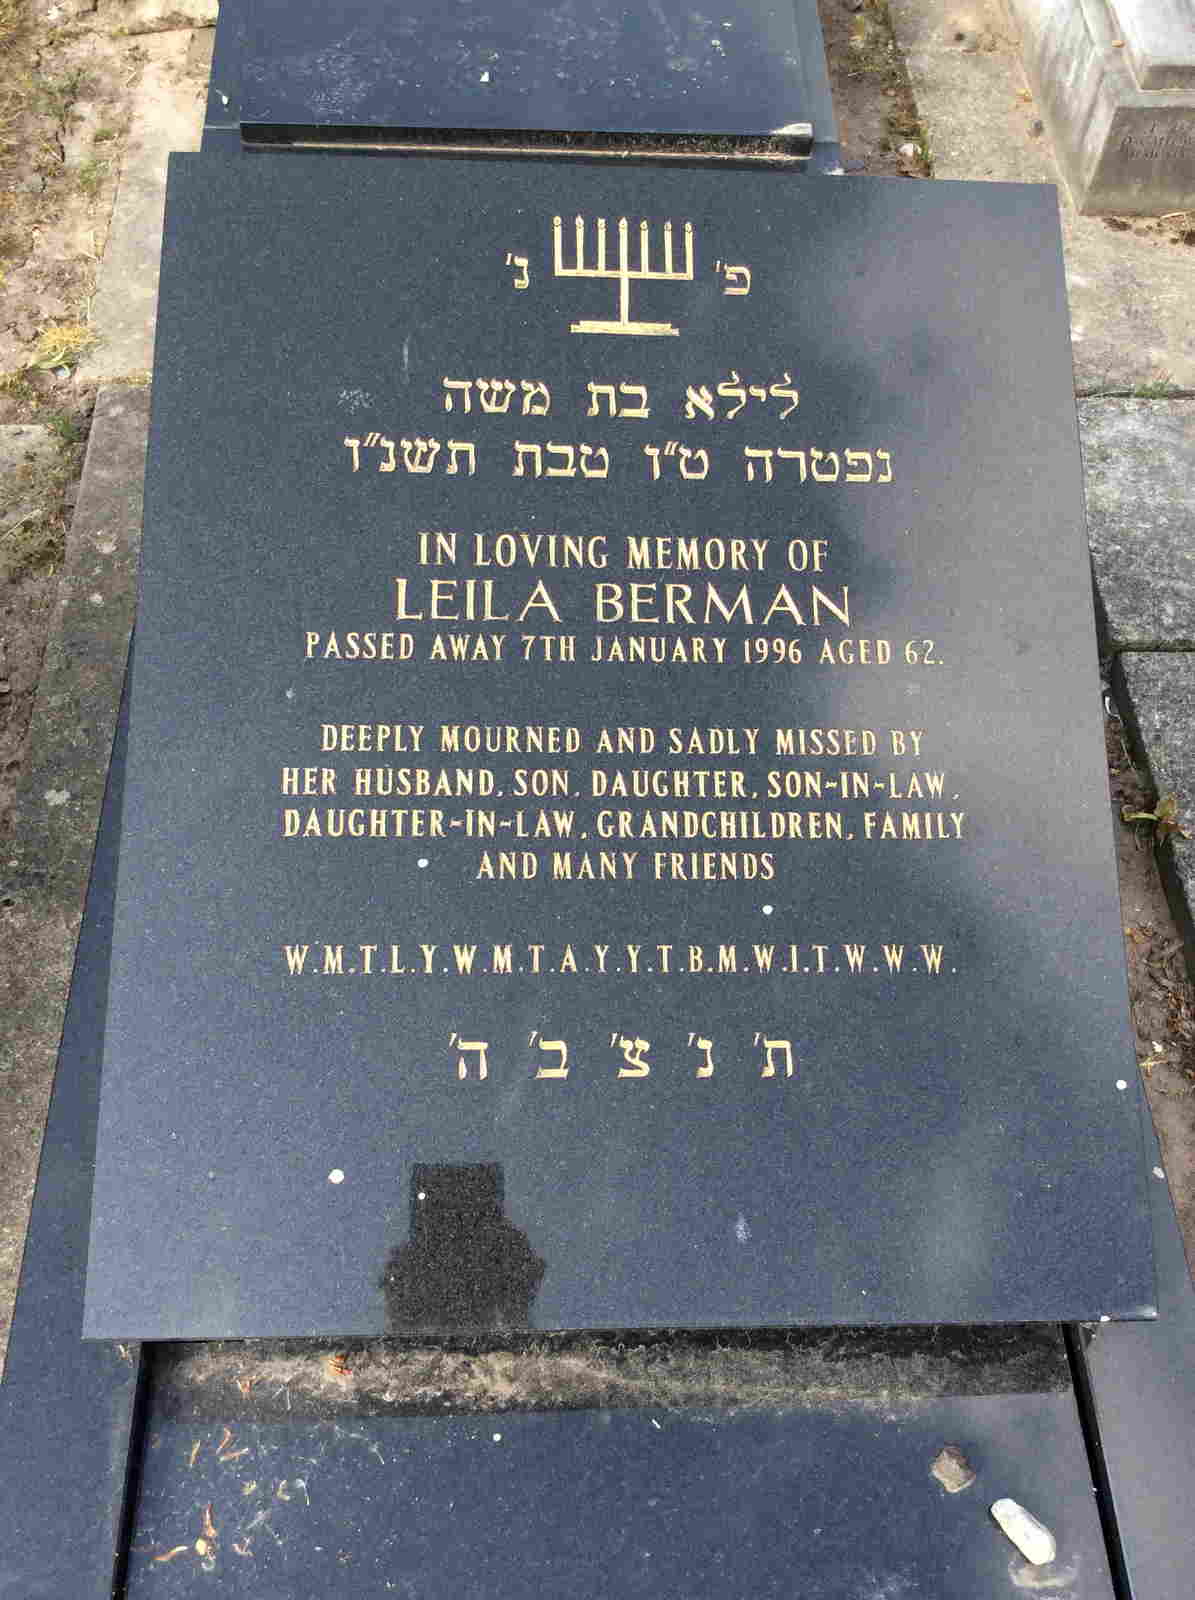 פ' נ'
לילא בת משה
נפטרה ט"ו טבת תשנ"ו
IN LOVING MEMORY OF
LEILA BERMAN
PASSED AWAY 7TH JANUARY 1996 AGED 62.
DEEPLY MOURNED AND SADLY MISSED BY
HER HUSBAND, SON, DAUGHTER, SON-IN-LAW,
DAUGHTER-IN-LAW, GRANDCHILDREN, FAMILY
AND MANY FRIENDS
W.M.T.L.Y.W.M.T.A.Y.Y.T.B.M.W.I.T.W.W.W.
ת' נ' צ' ב' ה'